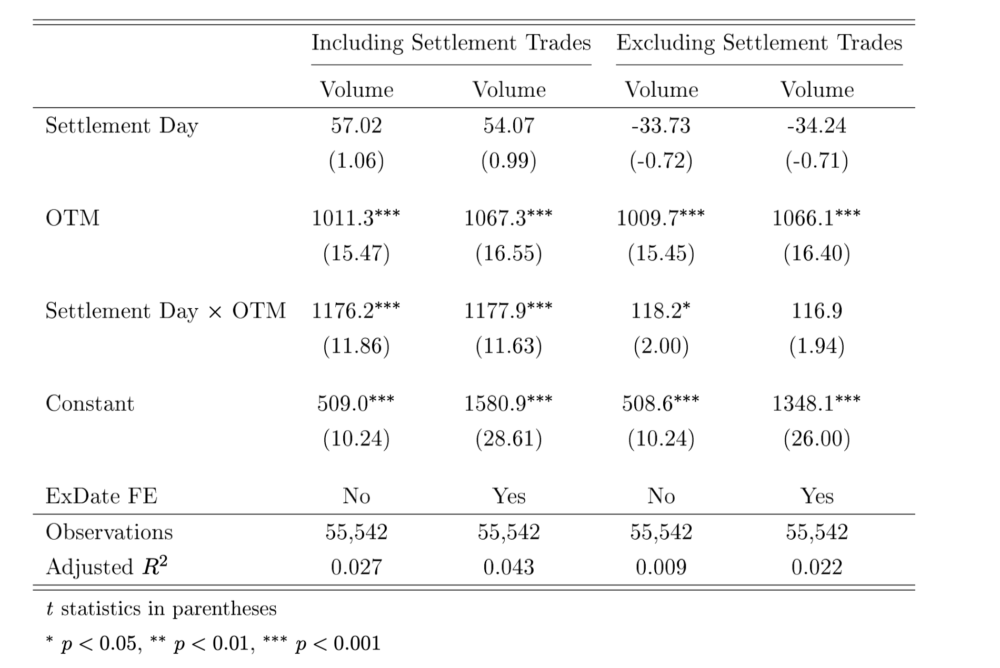 Including Settlement Trades Excluding Settlement Trades
Volume Volume Volume Volume
Settlement Day 57.02 54.07 -33.73 -34.24
(1.06) (0.99) (-0.72) (-0.71)
OTM 1011.3*** 1067.3*** 1009.7*** 1066.1***
(15.47) (16.55) (15.45) (16.40)
Settlement Day × OTM 1176.2*** 1177.9*** 118.2* 116.9
(11.86) (11.63) (2.00) (1.94)
Constant 509.0*** 1580.9*** 508.6*** 1348.1***
(10.24) (28.61) (10.24) (26.00)
ExDate FE No Yes No Yes
Observations 55,542 55,542 55,542 55,542
Adjusted R² 0.027 0.043 0.009 0.022
t statistics in parentheses
* p < 0.05, ** p < 0.01, *** p < 0.001